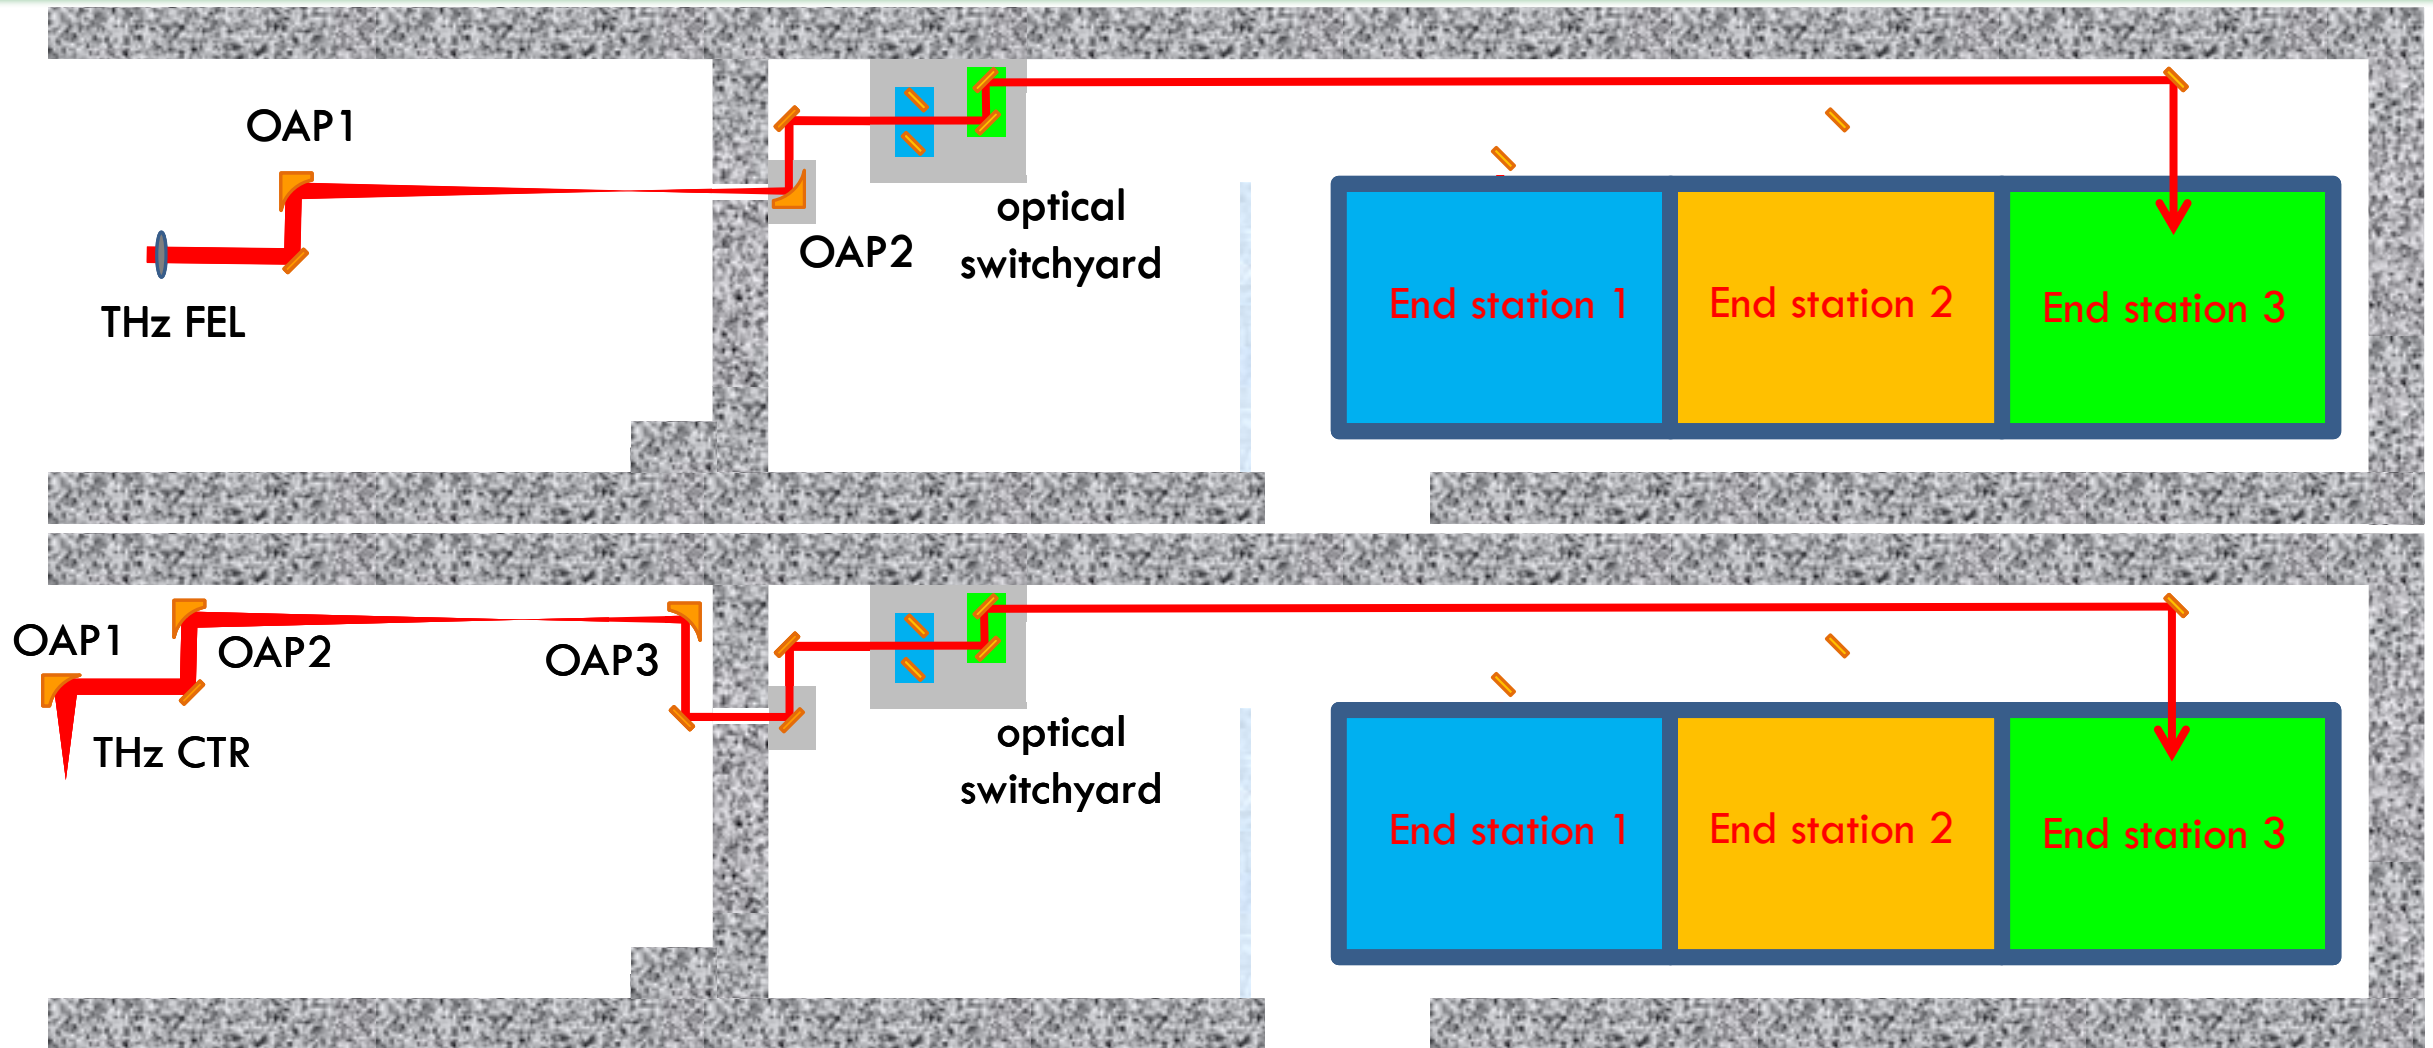 OAP1
THz FEL
OAP2
optical
switchyard
End station 1
End station 2
End station 3
OAP1
OAP2
OAP3
THz CTR
optical
switchyard
End station 1
End station 2
End station 3